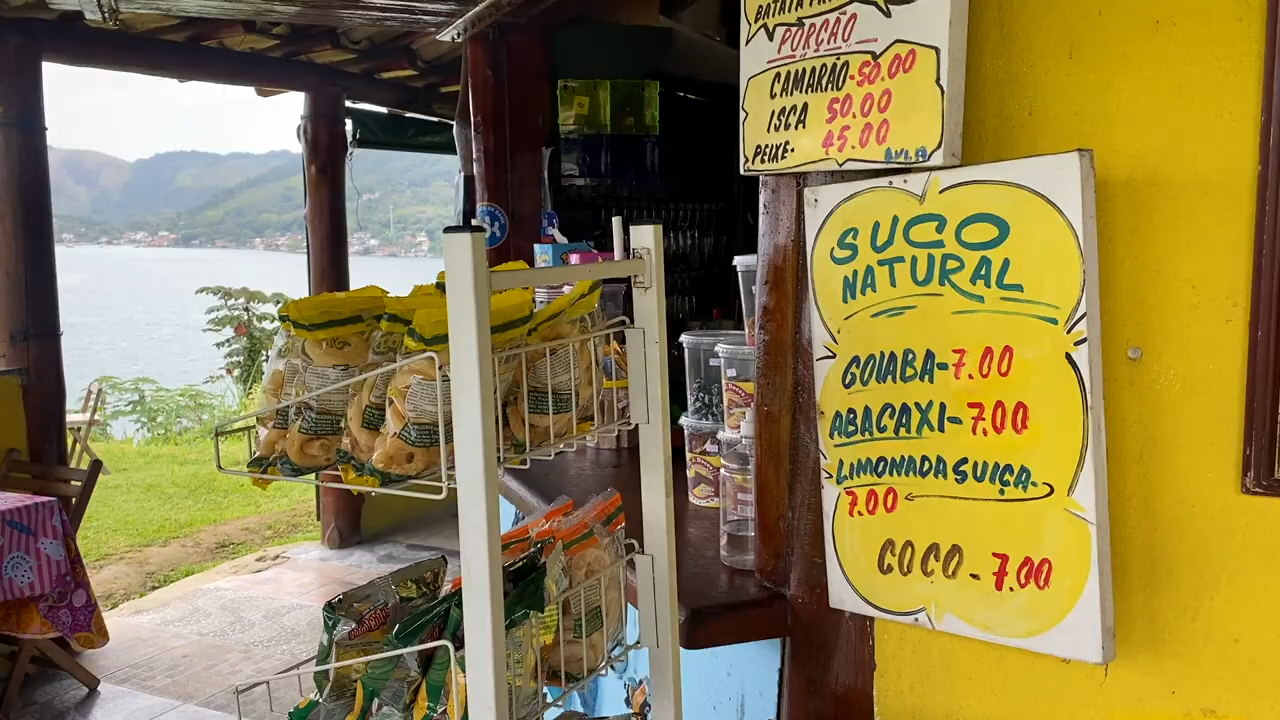 BATATA
PORÇÃO
CAMARÃO-50.00
ISCA 50.00
PEIXE- 45.00
SUCO
NATURAL
GOIABA-7.00
ABACAXI-7.00
LIMONADA SUIÇA-
7.00
COCO-7.00